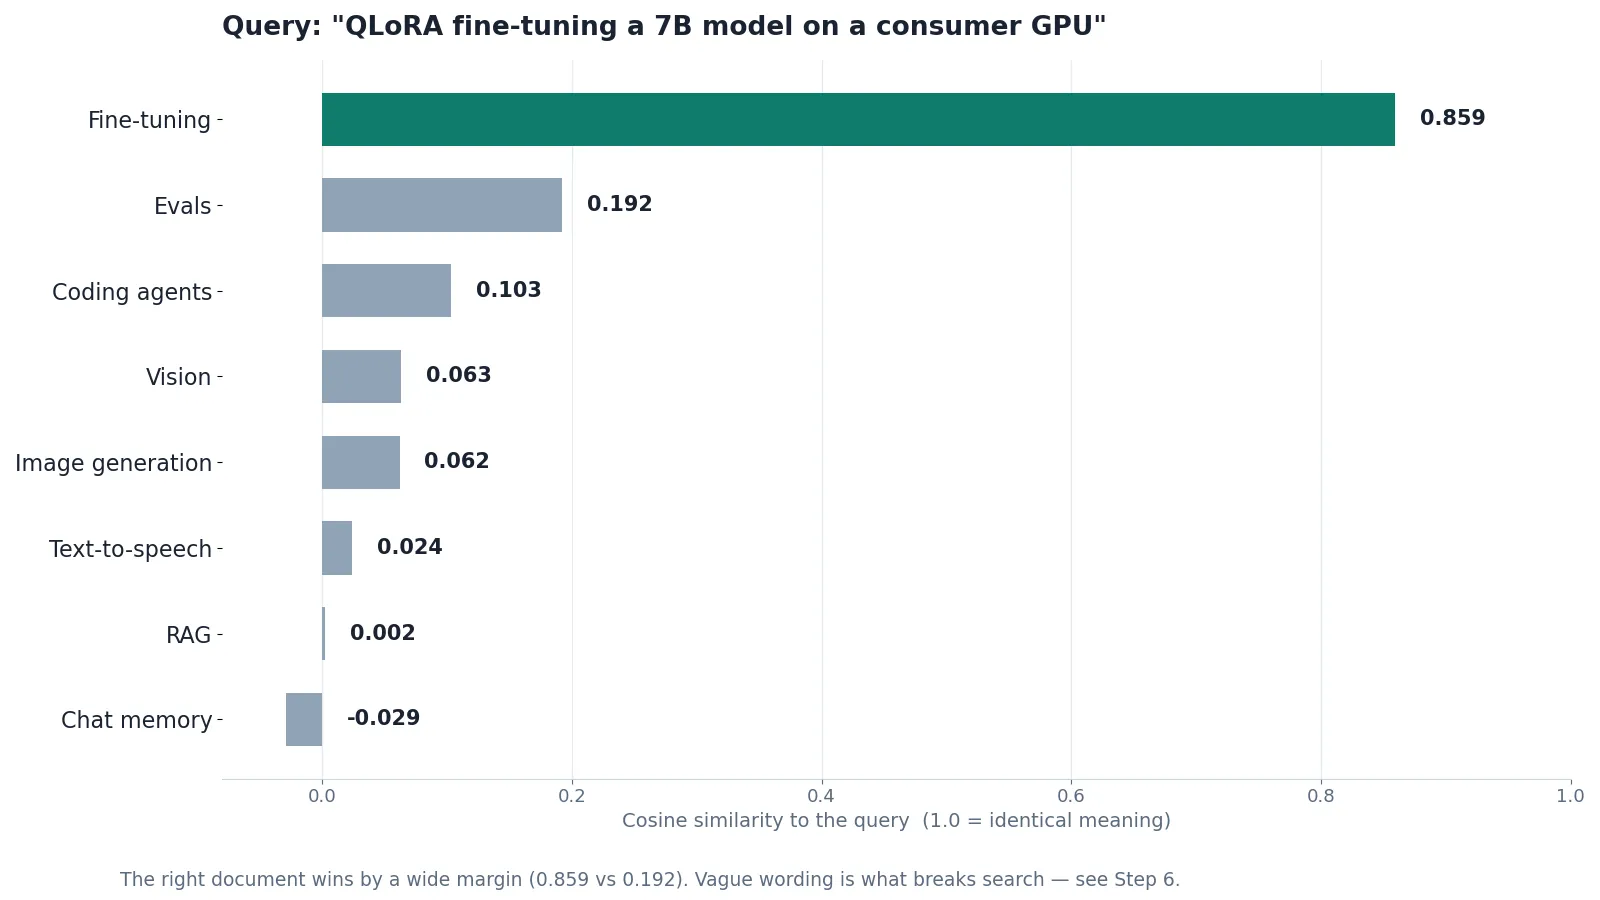 Query: "QLoRA fine-tuning a 7B model on a consumer GPU"
Fine-tuning 0.859
Evals 0.192
Coding agents 0.103
Vision 0.063
Image generation 0.062
Text-to-speech 0.024
RAG 0.002
Chat memory -0.029
0.0 0.2 0.4 0.6 0.8 1.0
Cosine similarity to the query (1.0 = identical meaning)
The right document wins by a wide margin (0.859 vs 0.192). Vague wording is what breaks search — see Step 6.